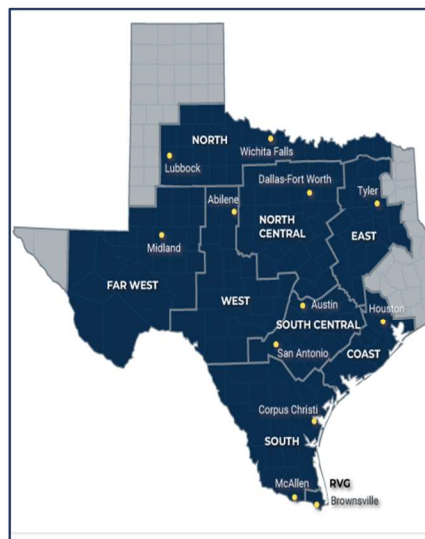 NORTH
Wichita Falls
Lubbock
Dallas-Fort Worth
Abilene
Tyler
NORTH
CENTRAL
EAST
Midland
FAR WEST
WEST
Austin
Houston
SOUTH CENTRAL
San Antonio
COAST
Corpus Christi
SOUTH
McAllen
RVG
Brownsville